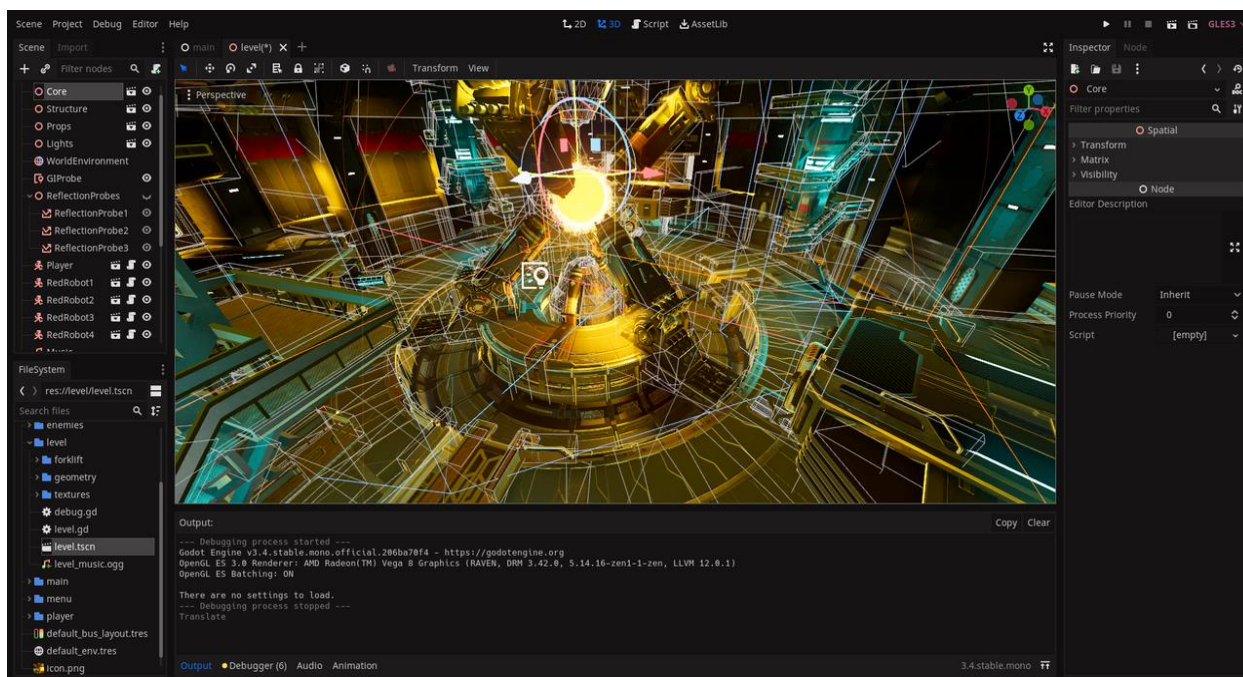 Scene Project Debug Editor Help
2D 3D Script AssetLib
GLES3
Scene Import
main level(*)
Inspector Node
Filter nodes
Transform View
Core
Perspective
Y
X
Z
Core
Structure
Props
Lights
WorldEnvironment
GIProbe
ReflectionProbes
ReflectionProbe1
ReflectionProbe2
ReflectionProbe3
Player
RedRobot1
RedRobot2
RedRobot3
RedRobot4
Filter properties
Spatial
Transform
Matrix
Visibility
Node
Editor Description
Pause Mode Inherit
Process Priority 0
Script [empty]
FileSystem
res://level/level.tscn
Search files
enemies
level
forklift
geometry
textures
debug.gd
level.gd
level.tscn
level_music.ogg
main
menu
player
default_bus_layout.tres
default_env.tres
icon.png
Output: Copy Clear
--- Debugging process started ---
Godot Engine v3.4.stable.mono.official.206ba70f4 - https://godotengine.org
OpenGL ES 3.0 Renderer: AMD Radeon(TM) Vega 8 Graphics (RAVEN, DRM 3.42.0, 5.14.16-zen1-1-zen, LLVM 12.0.1)
OpenGL ES Batching: ON
There are no settings to load.
--- Debugging process stopped ---
Translate
Output Debugger (6) Audio Animation
3.4.stable.mono